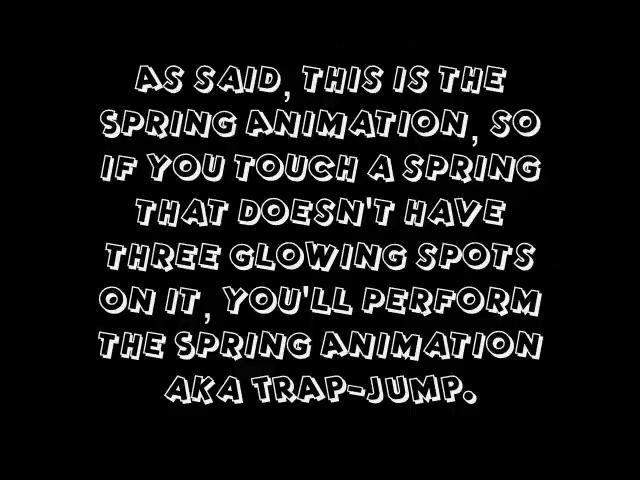 AS SAID, THIS IS THE
SPRING ANIMATION, SO
IF YOU TOUCH A SPRING
THAT DOESN'T HAVE
THREE GLOWING SPOTS
ON IT, YOU'LL PERFORM
THE SPRING ANIMATION
AKA TRAP-JUMP.